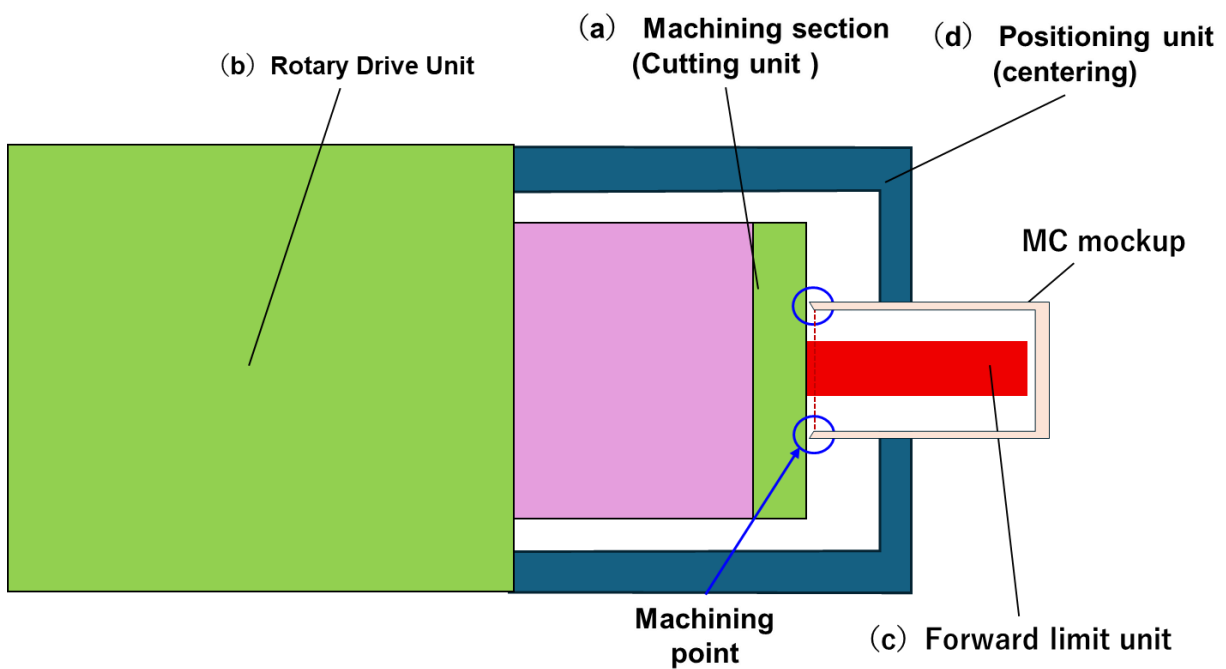 (a) Machining section
(Cutting unit )
(d) Positioning unit
(centering)
(b) Rotary Drive Unit
MC mockup
Machining
point
(c) Forward limit unit